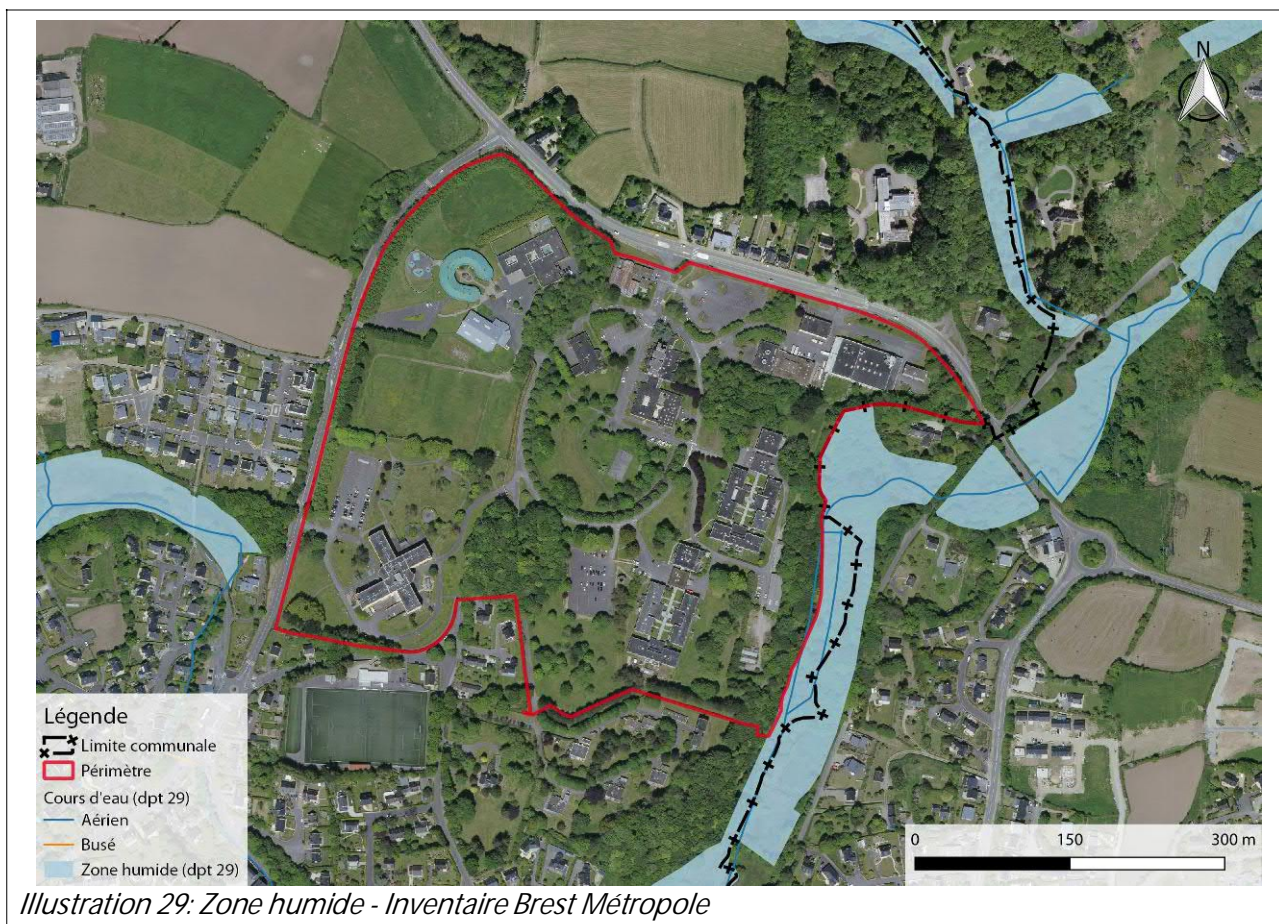 N
Légende
Limite communale
Périmètre
Cours d'eau (dpt 29)
Aérien
Busé
Zone humide (dpt 29)
0 150 300 m
Illustration 29: Zone humide - Inventaire Brest Métropole